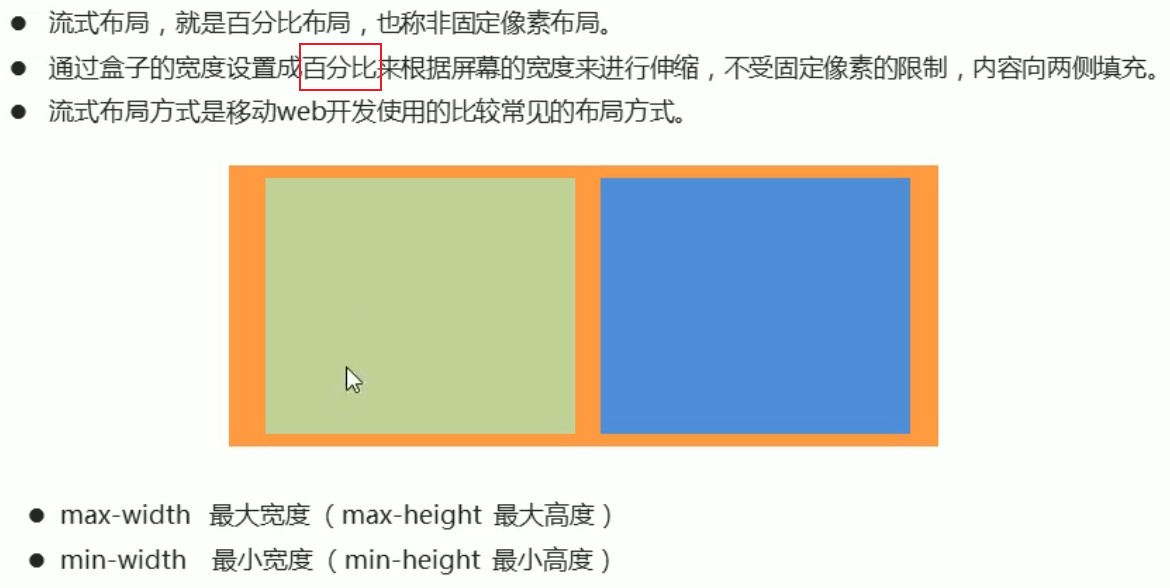 ● 流式布局，就是百分比布局，也称非固定像素布局。
● 通过盒子的宽度设置成百分比来根据屏幕的宽度来进行伸缩，不受固定像素的限制，内容向两侧填充。
● 流式布局方式是移动web开发使用的比较常见的布局方式。
● max-width 最大宽度（max-height 最大高度）
● min-width 最小宽度（min-height 最小高度）